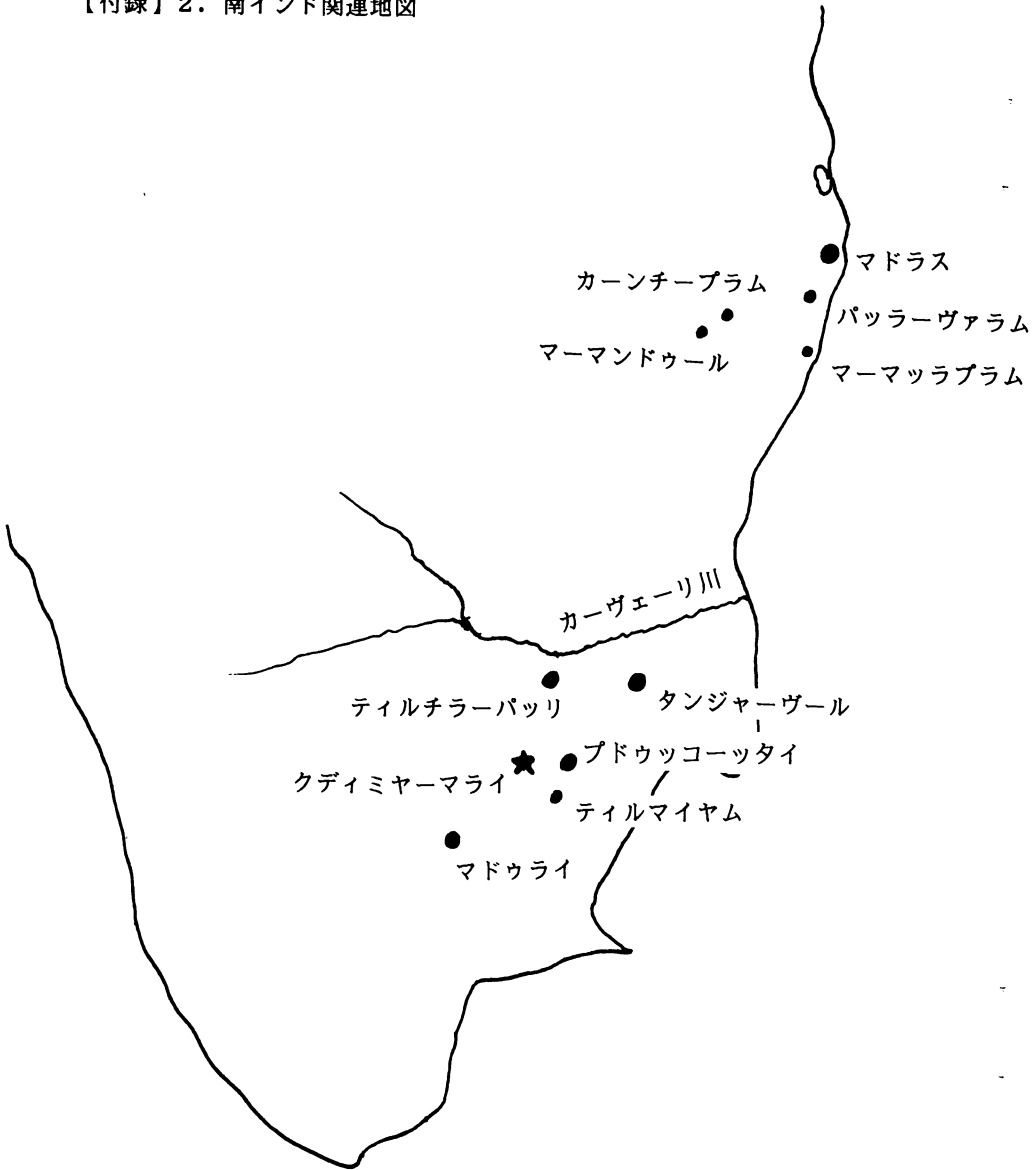 【付録】2．南インド関連地図
マドラス
カーンチープラム
パッラーヴァラム
マーマンドゥール
マーマッラプラム
カーヴェーリ川
ティルチラーパッリ
タンジャーヴール
プドゥッコーッタイ
クディミヤーマライ
ティルマイヤム
マドゥライ